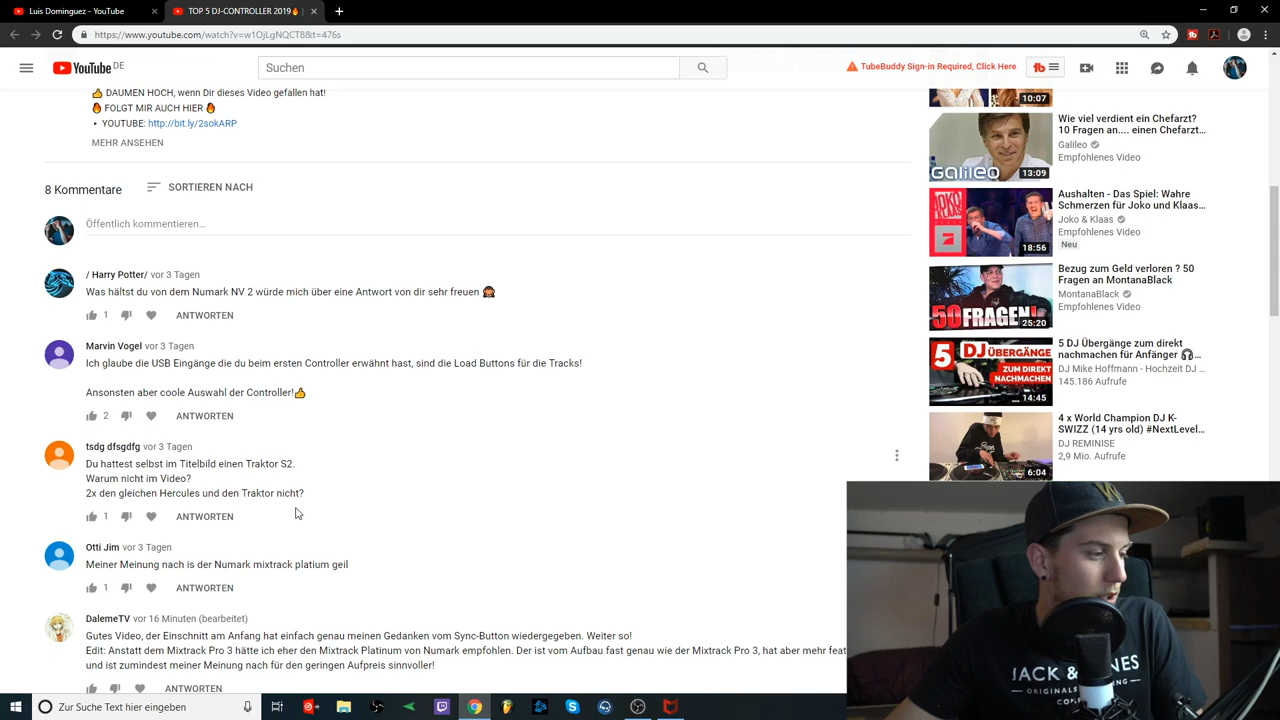 Luis Dominguez - YouTube
TOP 5 DJ-CONTROLLER 2019🔥 |
https://www.youtube.com/watch?v=w1OjLgNQCT8&t=476s
YouTube DE
Suchen
TubeBuddy Sign-in Required, Click Here
tb
👍 DAUMEN HOCH, wenn Dir dieses Video gefallen hat!
🔥 FOLGT MIR AUCH HIER 🔥
‣ YOUTUBE: http://bit.ly/2sokARP
MEHR ANSEHEN
8 Kommentare
SORTIEREN NACH
Öffentlich kommentieren...
/ Harry Potter/ vor 3 Tagen
Was hältst du von dem Numark NV 2 würde mich über eine Antwort von dir sehr freuen 🙈
1 ANTWORTEN
Marvin Vogel vor 3 Tagen
Ich glaube die USB Eingänge die du beim Reloop Controller erwähnt hast, sind die Load Buttons für die Tracks!
Ansonsten aber coole Auswahl der Controller!👍
2 ANTWORTEN
tsdg dfsgdfg vor 3 Tagen
Du hattest selbst im Titelbild einen Traktor S2.
Warum nicht im Video?
2x den gleichen Hercules und den Traktor nicht?
1 ANTWORTEN
Otti Jim vor 3 Tagen
Meiner Meinung nach is der Numark mixtrack platium geil
1 ANTWORTEN
DalemeTV vor 16 Minuten (bearbeitet)
Gutes Video, der Einschnitt am Anfang hat einfach genau meinen Gedanken vom Sync-Button wiedergegeben. Weiter so!
Edit: Anstatt dem Mixtrack Pro 3 hätte ich eher den Mixtrack Platinum von Numark empfohlen. Der ist vom Aufbau fast genau wie der Mixtrack Pro 3, hat aber mehr feat
und ist zumindest meiner Meinung nach für den geringen Aufpreis sinnvoller!
ANTWORTEN
10:07
Galileo
13:09
Wie viel verdient ein Chefarzt?
10 Fragen an.... einen Chefarzt...
Galileo
Empfohlenes Video
JOKO
KLAAS
18:56
Aushalten - Das Spiel: Wahre
Schmerzen für Joko und Klaas...
Joko & Klaas
Empfohlenes Video
Neu
50 FRAGEN!
25:20
Bezug zum Geld verloren ? 50
Fragen an MontanaBlack
MontanaBlack
Empfohlenes Video
5 DJ ÜBERGÄNGE
ZUM DIREKT
NACHMACHEN
14:45
5 DJ Übergänge zum direkt
nachmachen für Anfänger 🎧...
DJ Mike Hoffmann - Hochzeit DJ ...
145.186 Aufrufe
6:04
4 x World Champion DJ K-
SWIZZ (14 yrs old) #NextLevel...
DJ REMINISE
2,9 Mio. Aufrufe
JACK & JONES
ORIGINALS
Zur Suche Text hier eingeben